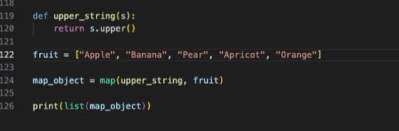 118
119 def upper_string(s):
120     return s.upper()
121
122 fruit = ["Apple", "Banana", "Pear", "Apricot", "Orange"]
123
124 map_object = map(upper_string, fruit)
125
126 print(list(map_object))